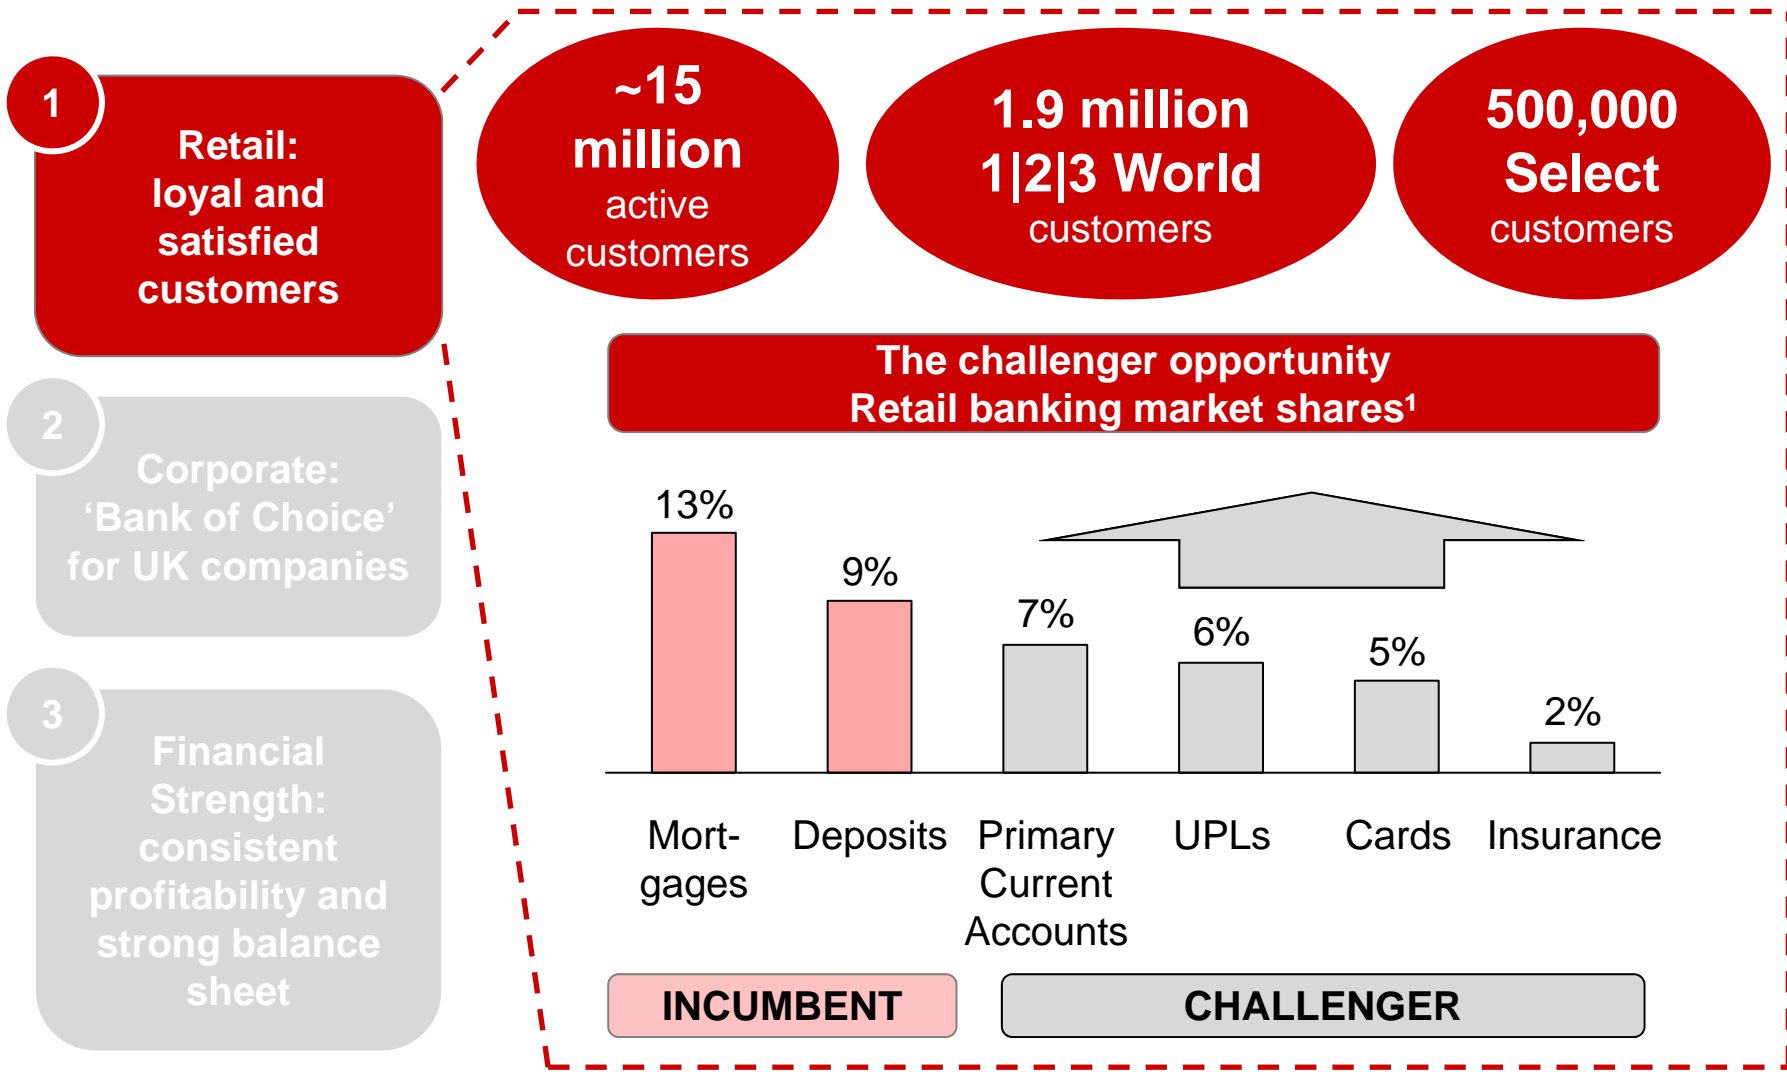 1
Retail:
loyal and
satisfied
customers
2
Corporate:
‘Bank of Choice’
for UK companies
3
Financial
Strength:
consistent
profitability and
strong balance
sheet
~15
million
active
customers
1.9 million
1|2|3 World
customers
500,000
Select
customers
The challenger opportunity
Retail banking market shares¹
13%
9%
7%
6%
5%
2%
Mort-
gages
Deposits
Primary
Current
Accounts
UPLs
Cards
Insurance
INCUMBENT
CHALLENGER